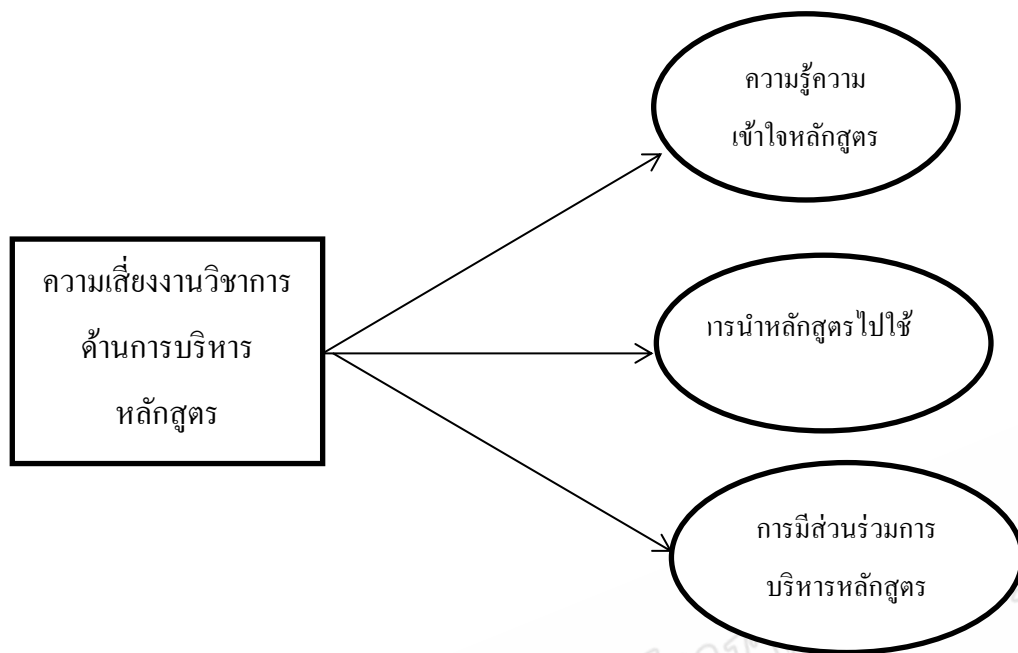 ความรู้ความ
เข้าใจหลักสูตร
ความเสี่ยงงานวิชาการ
ด้านการบริหาร
หลักสูตร
ารนำหลักสูตรไปใช้
การมีส่วนร่วมการ
บริหารหลักสูตร